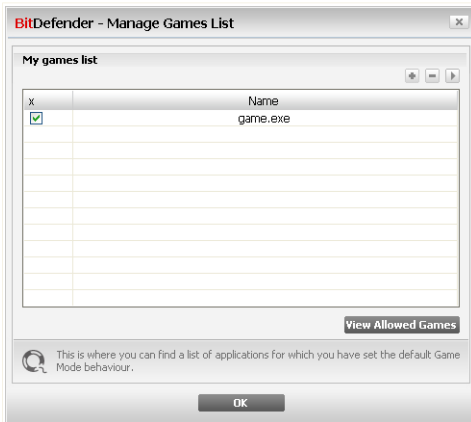 BitDefender - Manage Games List
My games list
x Name
game.exe
View Allowed Games
This is where you can find a list of applications for which you have set the default Game
Mode behaviour.
OK